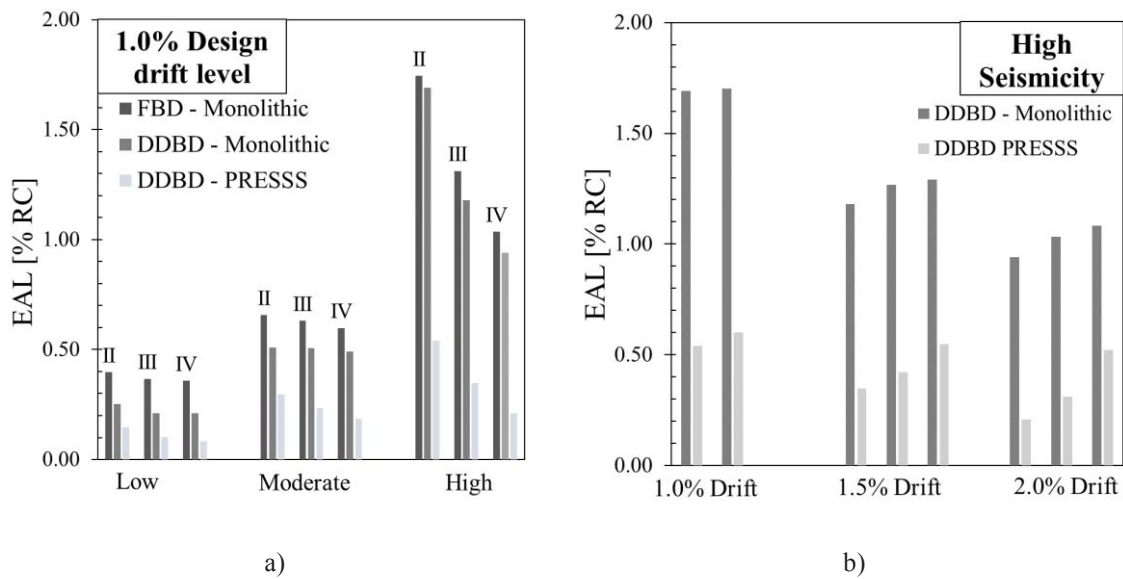 2.00
1.50
1.00
0.50
0.00
EAL [% RC]
1.0% Design
drift level
FBD - Monolithic
DDBD - Monolithic
DDBD - PRESSS
II
III
IV
II
III
IV
II
III
IV
Low
Moderate
High
a)
2.00
1.50
1.00
0.50
0.00
EAL [% RC]
High
Seismicity
DDBD - Monolithic
DDBD PRESSS
1.0% Drift
1.5% Drift
2.0% Drift
b)